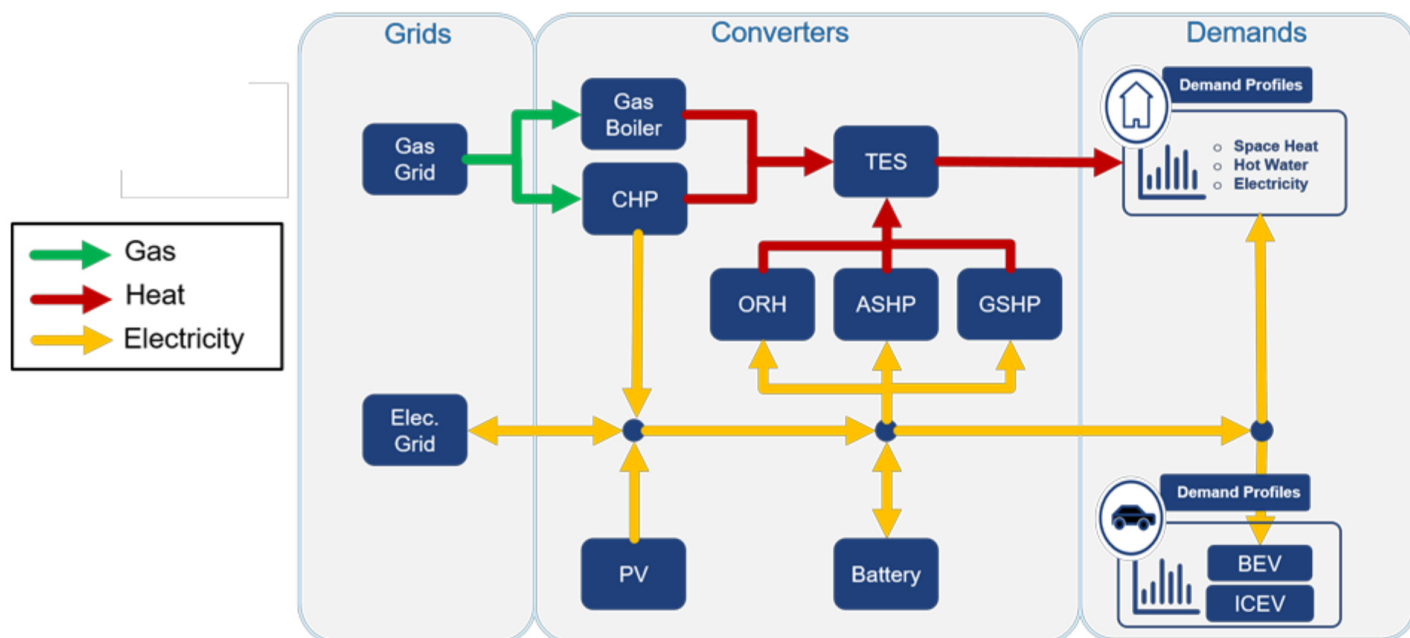 Grids
Converters
Demands
Gas
Boiler
Demand Profiles
Gas
Grid
TES
Space Heat
Hot Water
Electricity
CHP
Gas
Heat
Electricity
ORH
ASHP
GSHP
Elec.
Grid
Demand Profiles
PV
Battery
BEV
ICEV